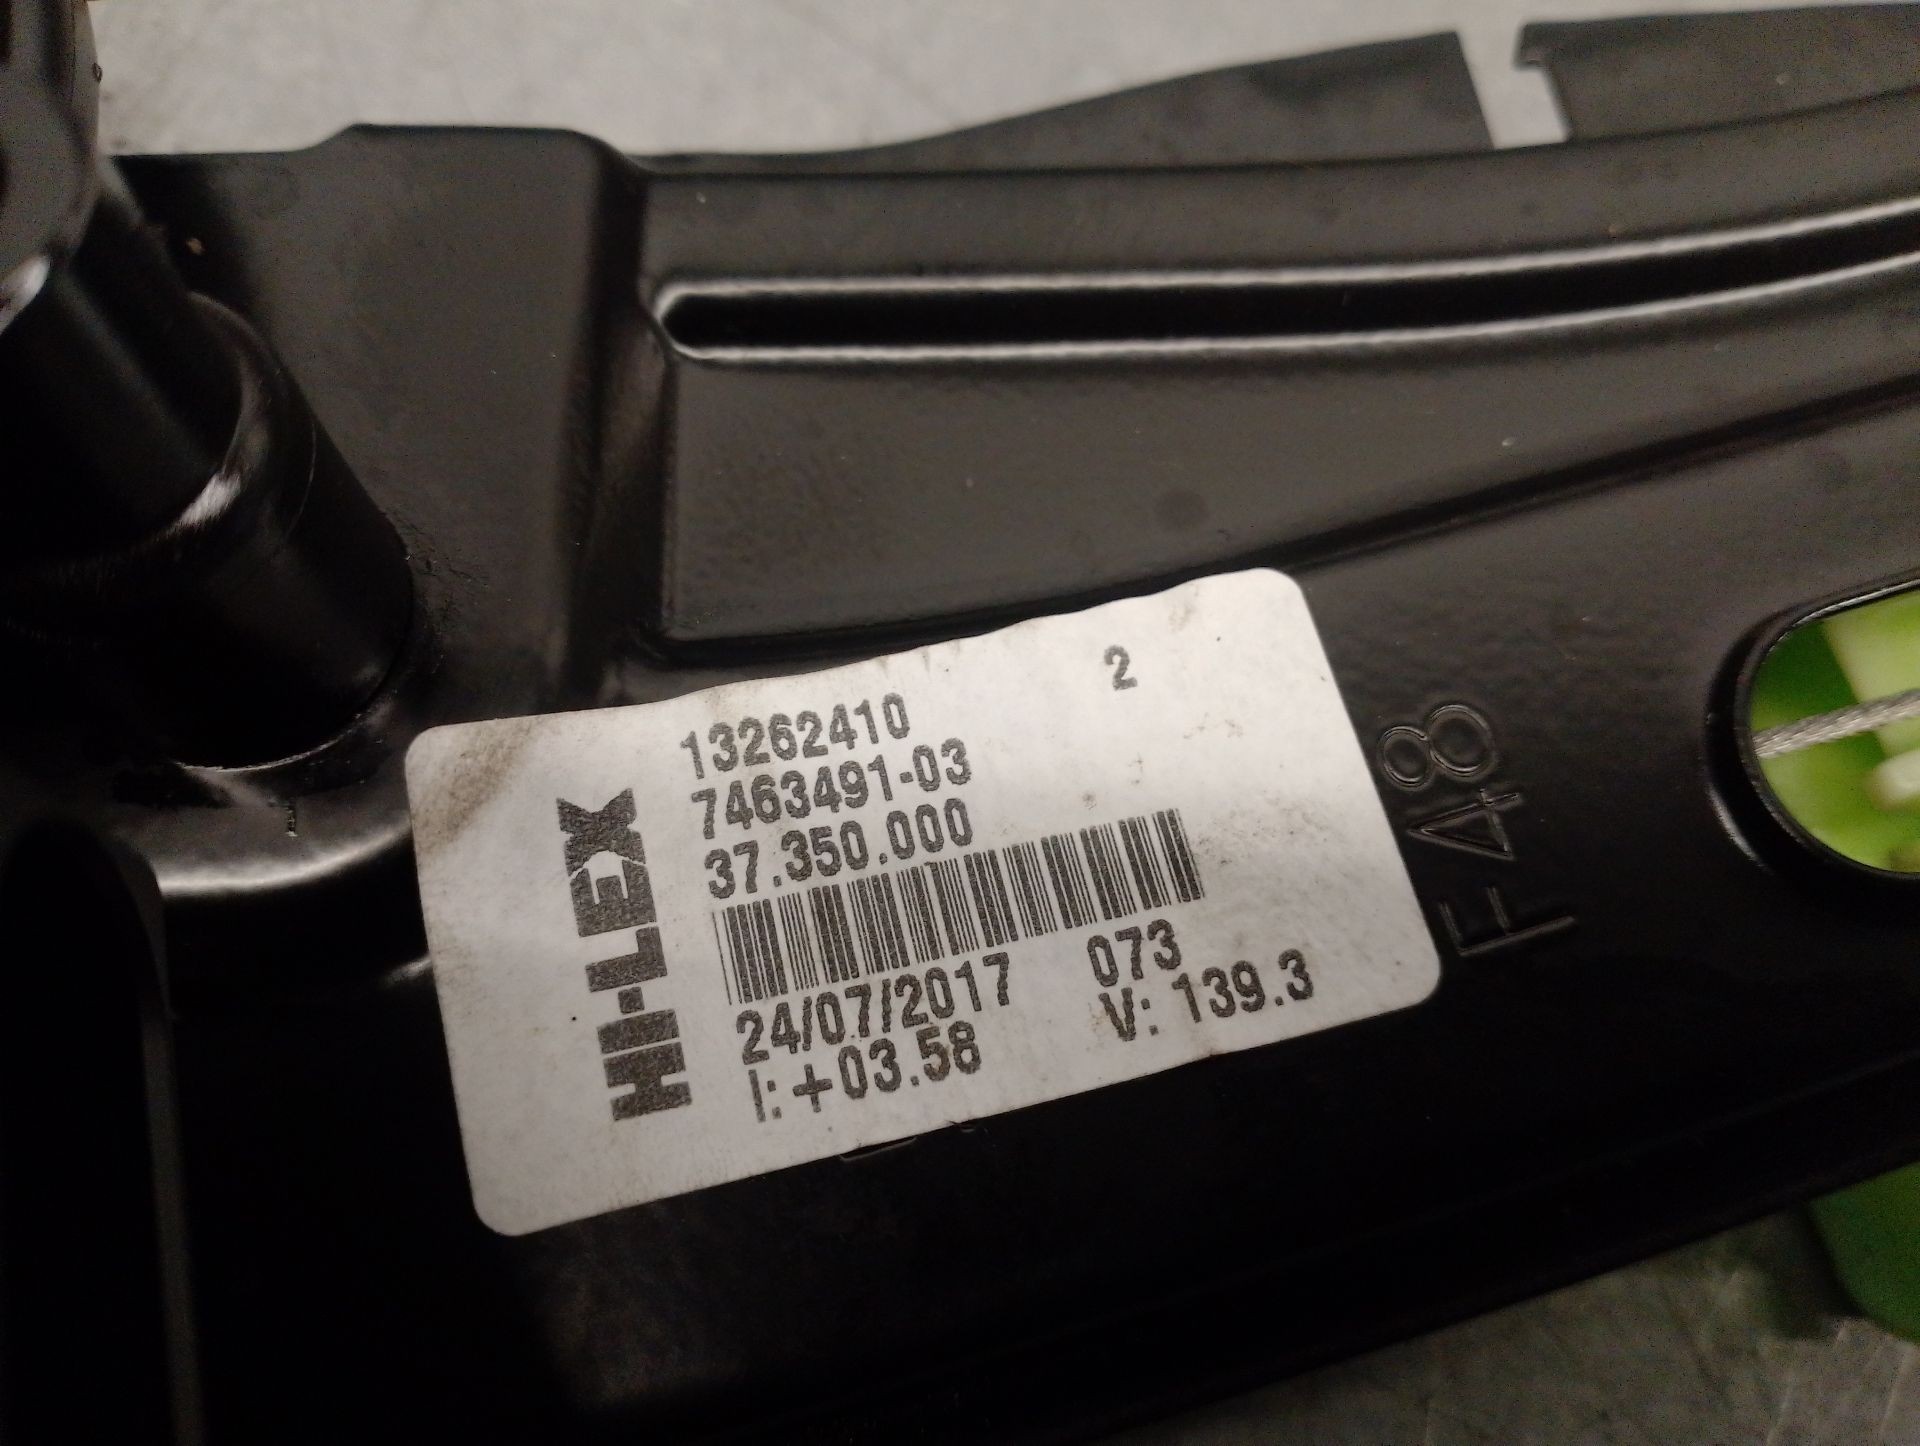 2
13262410
7463491-03
37.350.000
073
24/07/2017
V: 139.3
I: +03.58
HI-LEX
F48